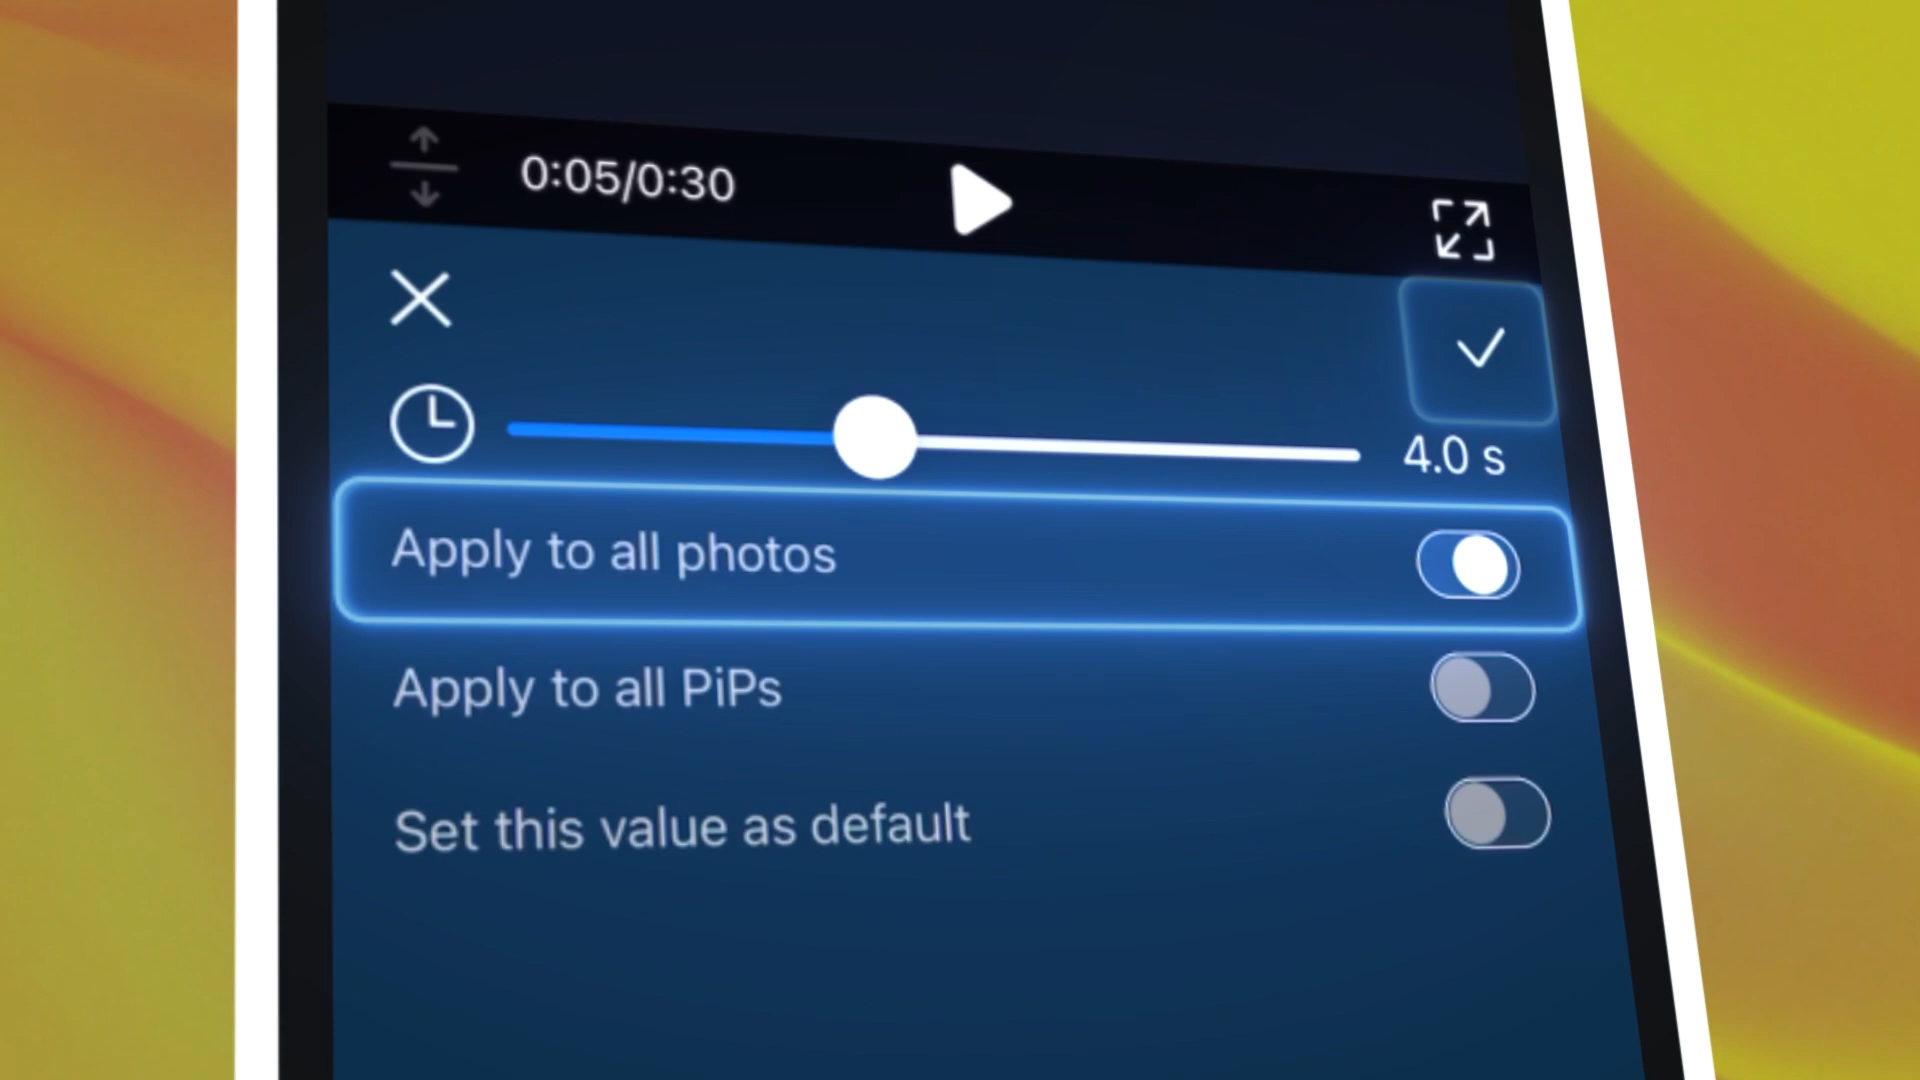 0:05/0:30
4.0 s
Apply to all photos
Apply to all PiPs
Set this value as default